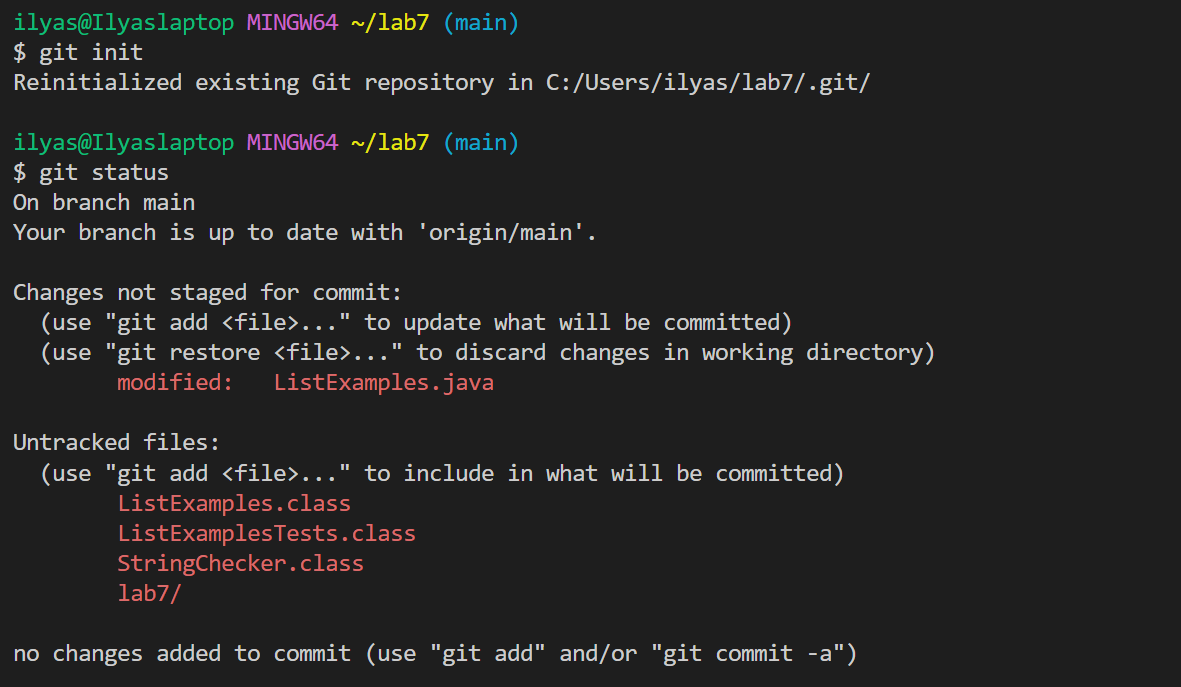 ilyas@Ilyaslaptop MINGW64 ~/lab7 (main)
$ git init
Reinitialized existing Git repository in C:/Users/ilyas/lab7/.git/
ilyas@Ilyaslaptop MINGW64 ~/lab7 (main)
$ git status
On branch main
Your branch is up to date with 'origin/main'.
Changes not staged for commit:
  (use "git add <file>..." to update what will be committed)
  (use "git restore <file>..." to discard changes in working directory)
        modified:   ListExamples.java
Untracked files:
  (use "git add <file>..." to include in what will be committed)
        ListExamples.class
        ListExamplesTests.class
        StringChecker.class
        lab7/
no changes added to commit (use "git add" and/or "git commit -a")